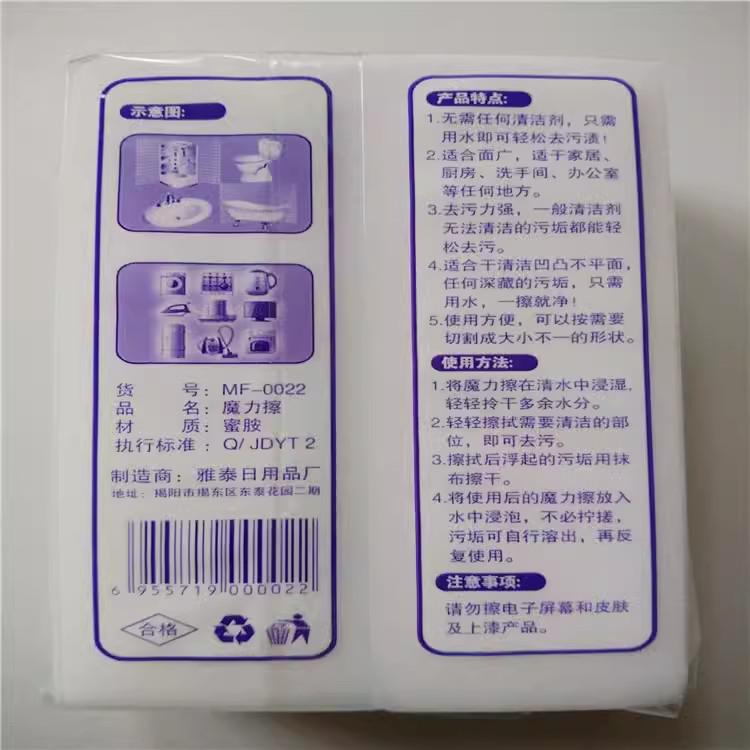 示意图:
货 号: MF-0022
品 名: 魔力擦
材 质: 蜜胺
执行标准: Q/JDYT 2
制造商: 雅泰日用品厂
地址: 揭阳市揭东区东泰花园二期
6 955719 000022
合格
产品特点:
1.无需任何清洁剂,只需
用水即可轻松去污渍!
2.适合面广,适于家居、
厨房、洗手间、办公室
等任何地方。
3.去污力强,一般清洁剂
无法清洁的污垢都能轻
松去污。
4.适合干清洁凹凸不平面,
任何深藏的污垢,只需
用水,一擦就净!
5.使用方便,可以按需要
切割成大小不一的形状。
使用方法:
1.将魔力擦在清水中浸湿,
轻轻拎干多余水分。
2.轻轻擦拭需要清洁的部
位,即可去污。
3.擦拭后浮起的污垢用抹
布擦干。
4.将使用后的魔力擦放入
水中浸泡,不必拧搓,
污垢可自行溶出,再反
复使用。
注意事项:
请勿擦电子屏幕和皮肤
及上漆产品。